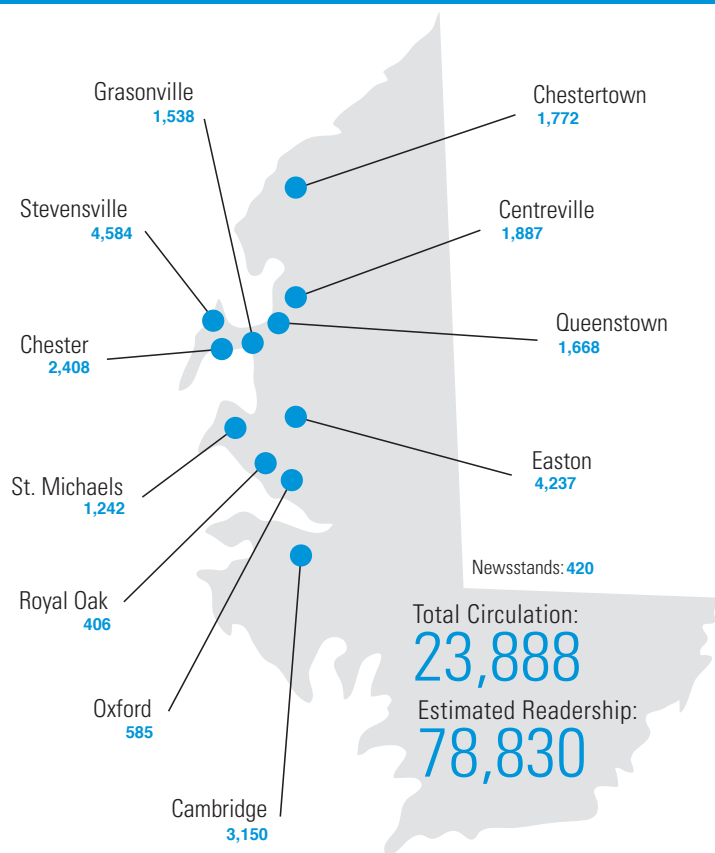 Grasonville
1,538
Chestertown
1,772
Stevensville
4,584
Centreville
1,887
Chester
2,408
Queenstown
1,668
St. Michaels
1,242
Easton
4,237
Royal Oak
406
Newsstands: 420
Total Circulation:
23,888
Estimated Readership:
78,830
Oxford
585
Cambridge
3,150